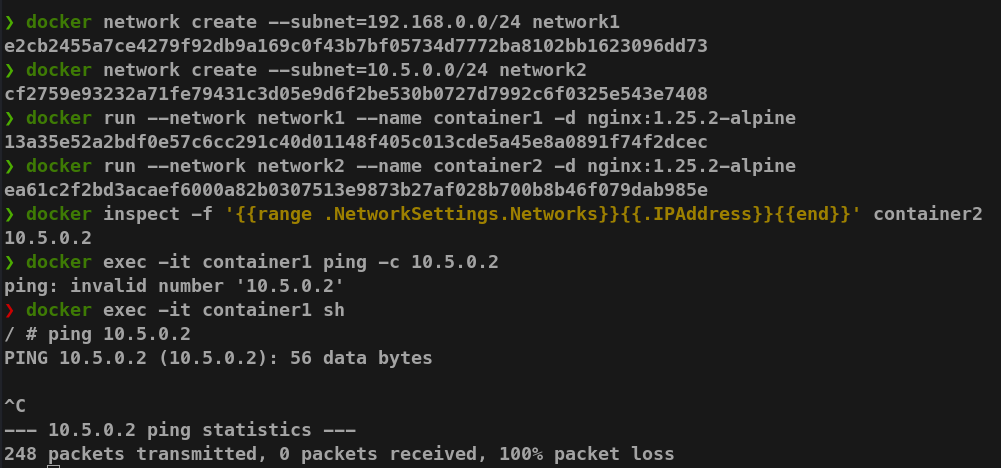 ❯ docker network create --subnet=192.168.0.0/24 network1
e2cb2455a7ce4279f92db9a169c0f43b7bf05734d7772ba8102bb1623096dd73
❯ docker network create --subnet=10.5.0.0/24 network2
cf2759e93232a71fe79431c3d05e9d6f2be530b0727d7992c6f0325e543e7408
❯ docker run --network network1 --name container1 -d nginx:1.25.2-alpine
13a35e52a2bdf0e57c6cc291c40d01148f405c013cde5a45e8a0891f74f2dcec
❯ docker run --network network2 --name container2 -d nginx:1.25.2-alpine
ea61c2f2bd3acaef6000a82b0307513e9873b27af028b700b8b46f079dab985e
❯ docker inspect -f '{{range .NetworkSettings.Networks}}{{.IPAddress}}{{end}}' container2
10.5.0.2
❯ docker exec -it container1 ping -c 10.5.0.2
ping: invalid number '10.5.0.2'
❯ docker exec -it container1 sh
/ # ping 10.5.0.2
PING 10.5.0.2 (10.5.0.2): 56 data bytes
^C
--- 10.5.0.2 ping statistics ---
248 packets transmitted, 0 packets received, 100% packet loss